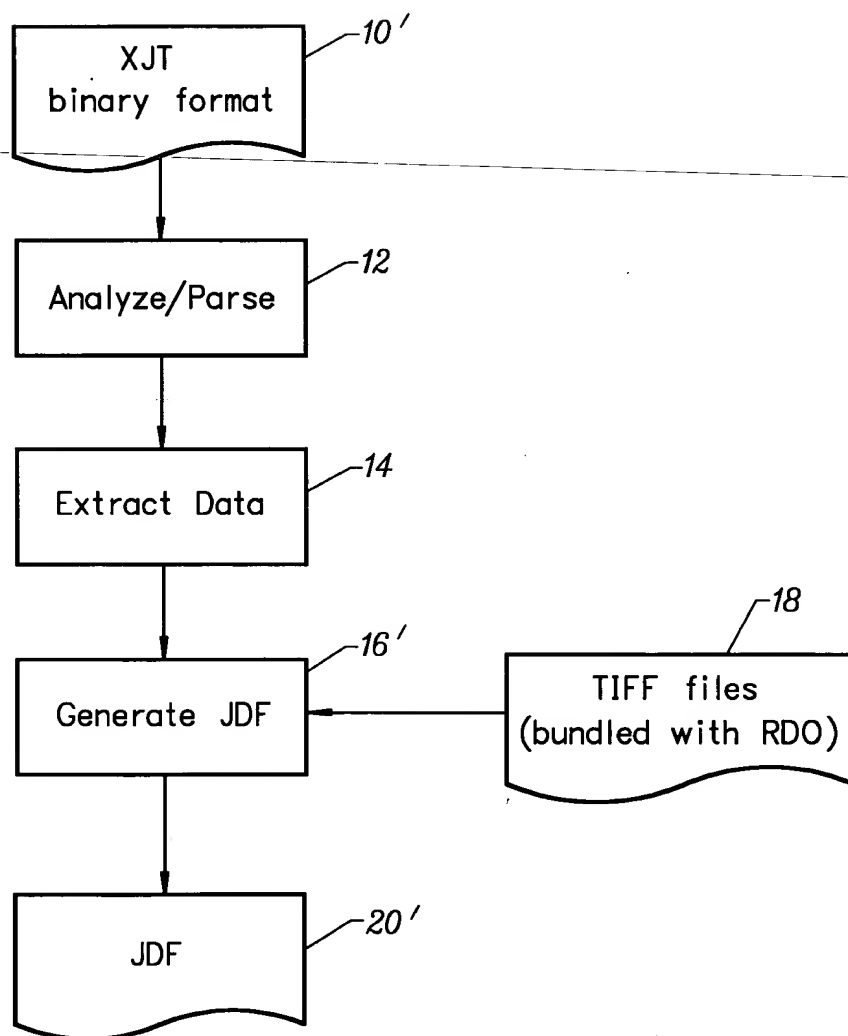 10'
XJT
binary format
12
Analyze/Parse
14
Extract Data
18
16'
TIFF files
(bundled with RDO)
Generate JDF
20'
JDF